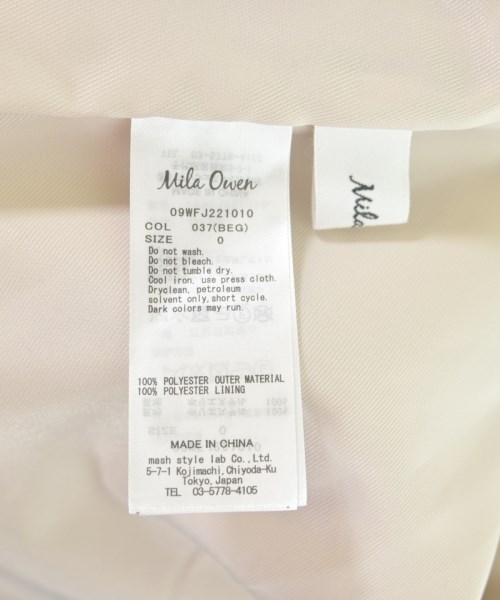 Mila Owen
09WFJ221010
COL 037(BEG)
SIZE 0
Do not wash.
Do not bleach.
Do not tumble dry.
Cool iron, use press cloth.
Dryclean, petroleum
solvent only,short cycle.
Dark colors may run.
100% POLYESTER OUTER MATERIAL
100% POLYESTER LINING
MADE IN CHINA
mash style lab Co.,Ltd.
5-7-1 Kojimachi,Chiyoda-Ku
Tokyo,Japan
TEL 03-5778-4105
Mila